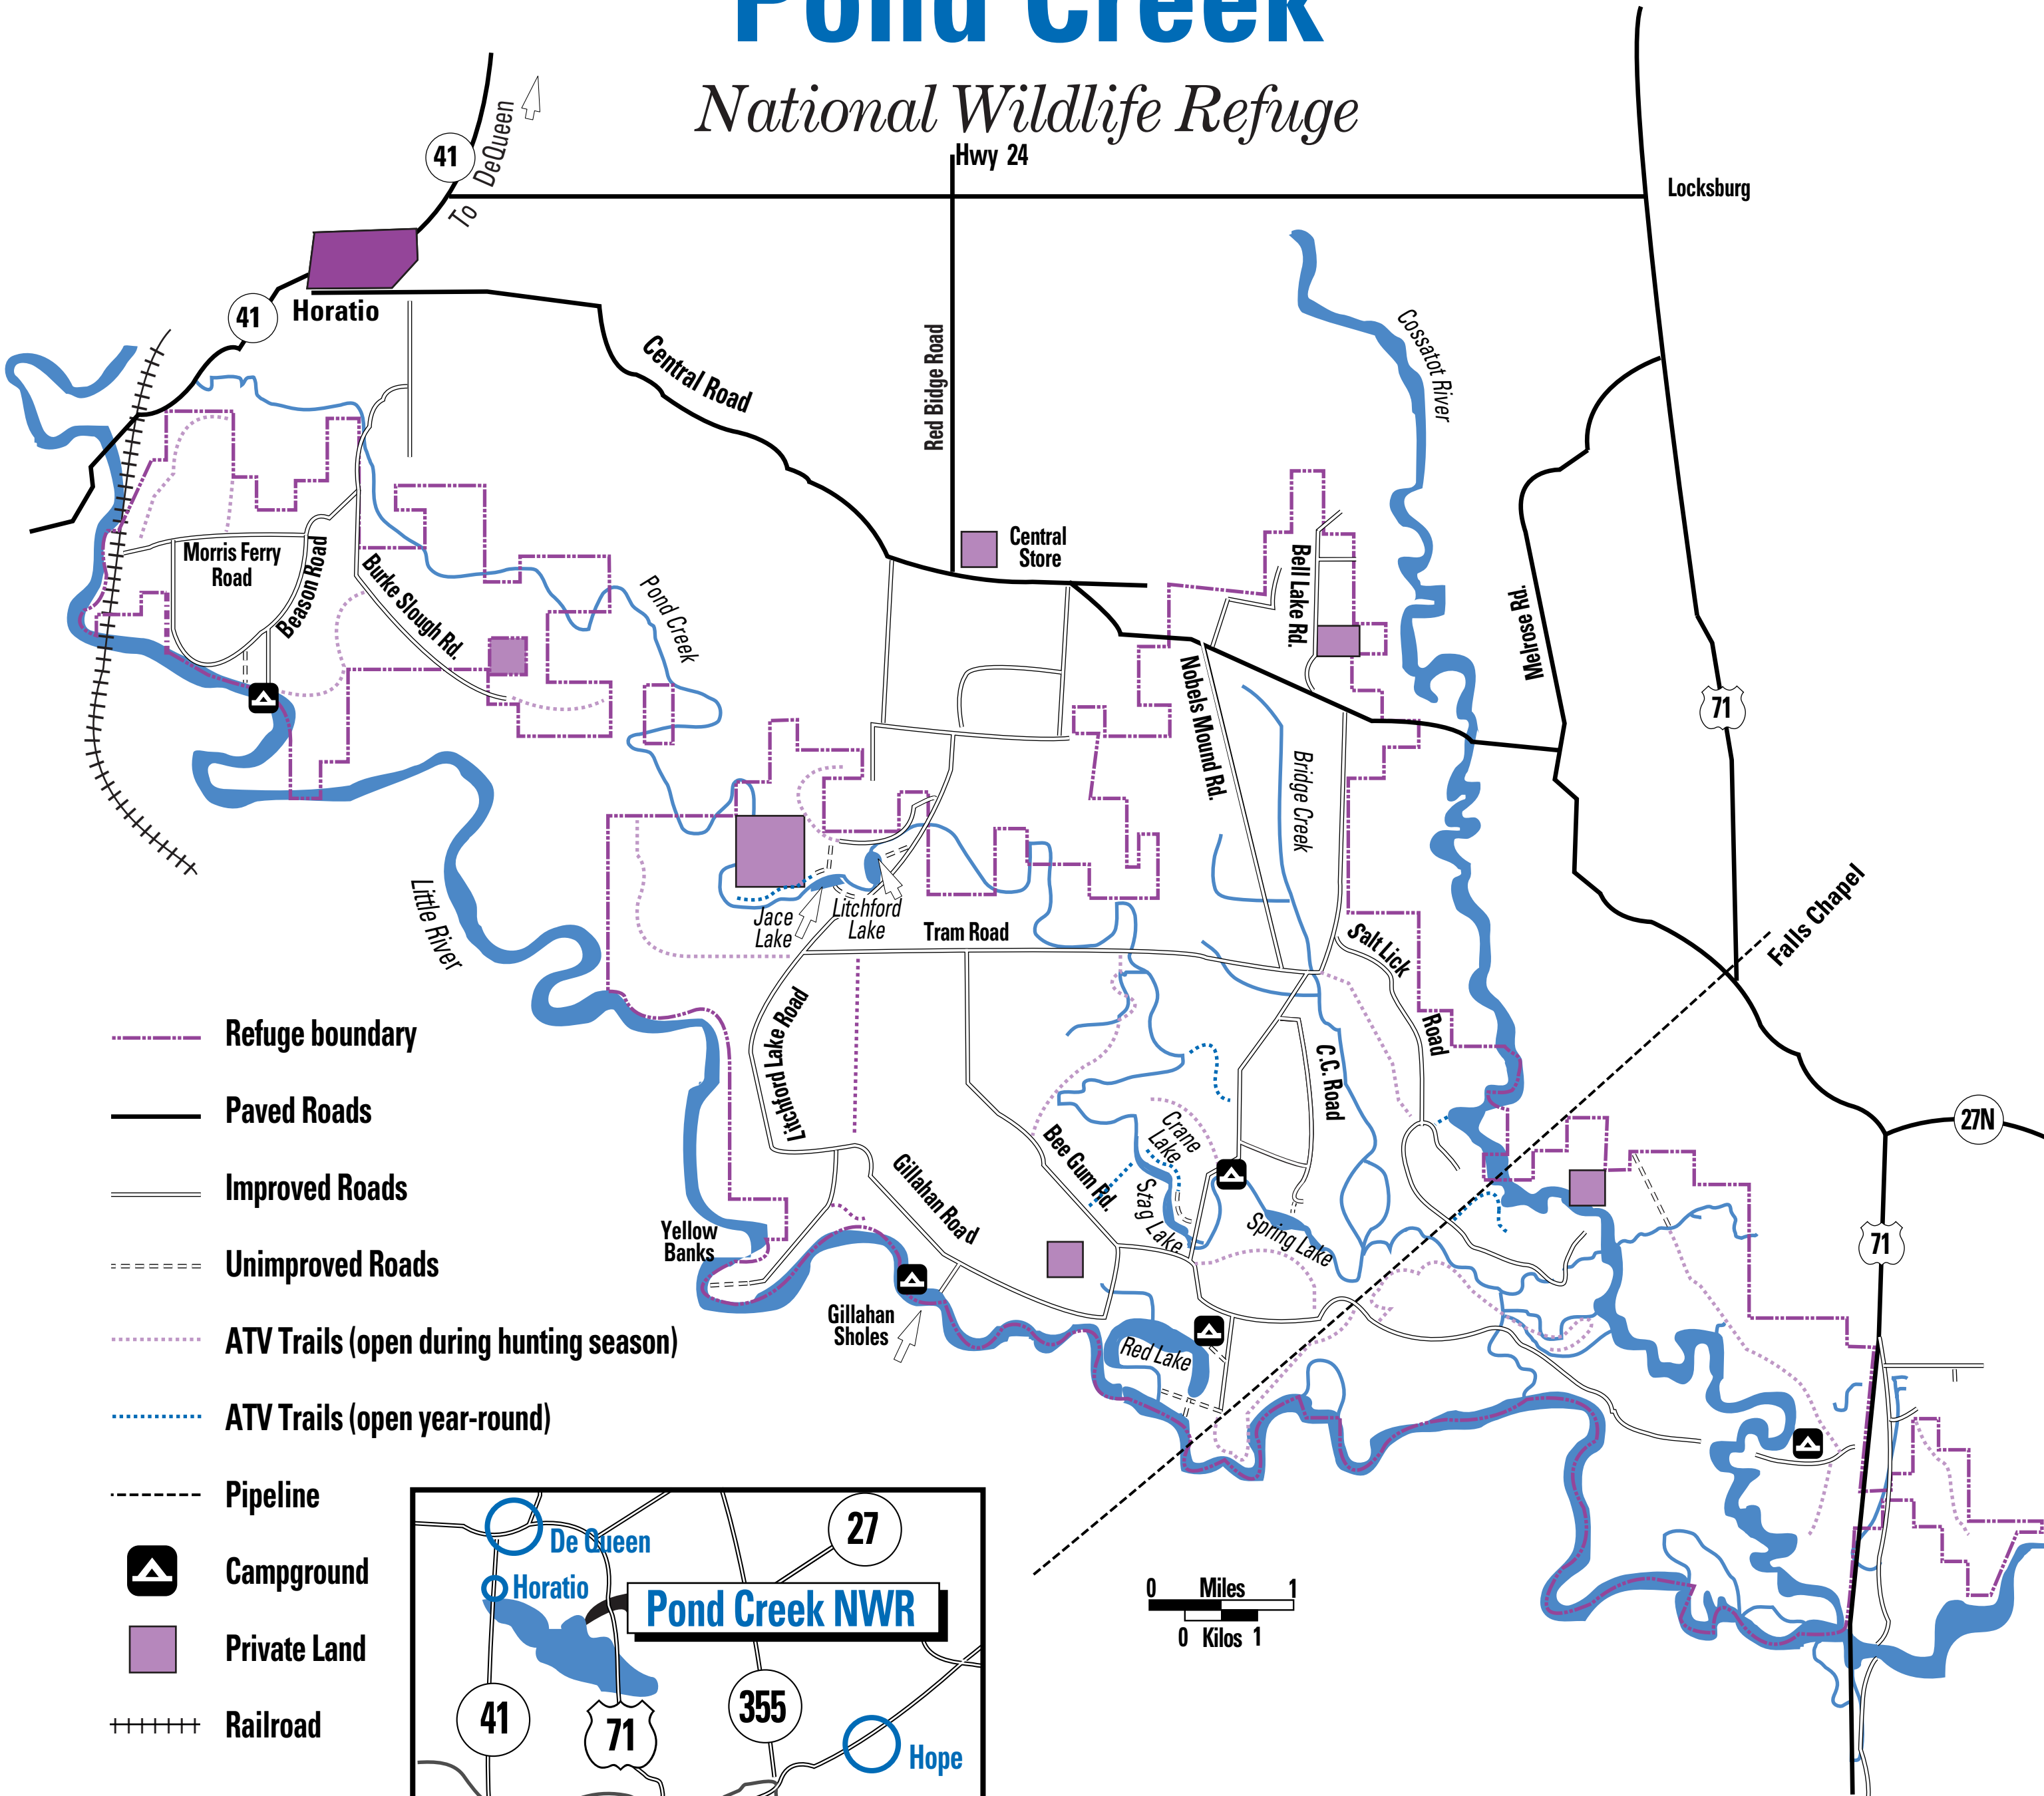 Pond Creek
National Wildlife Refuge
Hwy 24
41
To DeQueen
Locksburg
Horatio
41
Central Road
Red Bidge Road
Cossatot River
Central
Store
Morris Ferry
Road
Beason Road
Burke Slough Rd.
Pond Creek
Bell Lake Rd.
Melrose Rd.
Nobels Mound Rd.
71
Bridge Creek
Little River
Jace
Lake
Litchford
Lake
Tram Road
Salt Lick
Road
Falls Chapel
Litchford Lake Road
C.C. Road
27N
Crane
Lake
Bee Gum Rd.
Stag Lake
Gillahan Road
Spring Lake
Yellow
Banks
71
Gillahan
Sholes
Red Lake
Refuge boundary
Paved Roads
Improved Roads
Unimproved Roads
ATV Trails (open during hunting season)
ATV Trails (open year-round)
Pipeline
Campground
Private Land
Railroad
0 Miles 1
0 Kilos 1
De Queen
27
Horatio
Pond Creek NWR
41
71
355
Hope